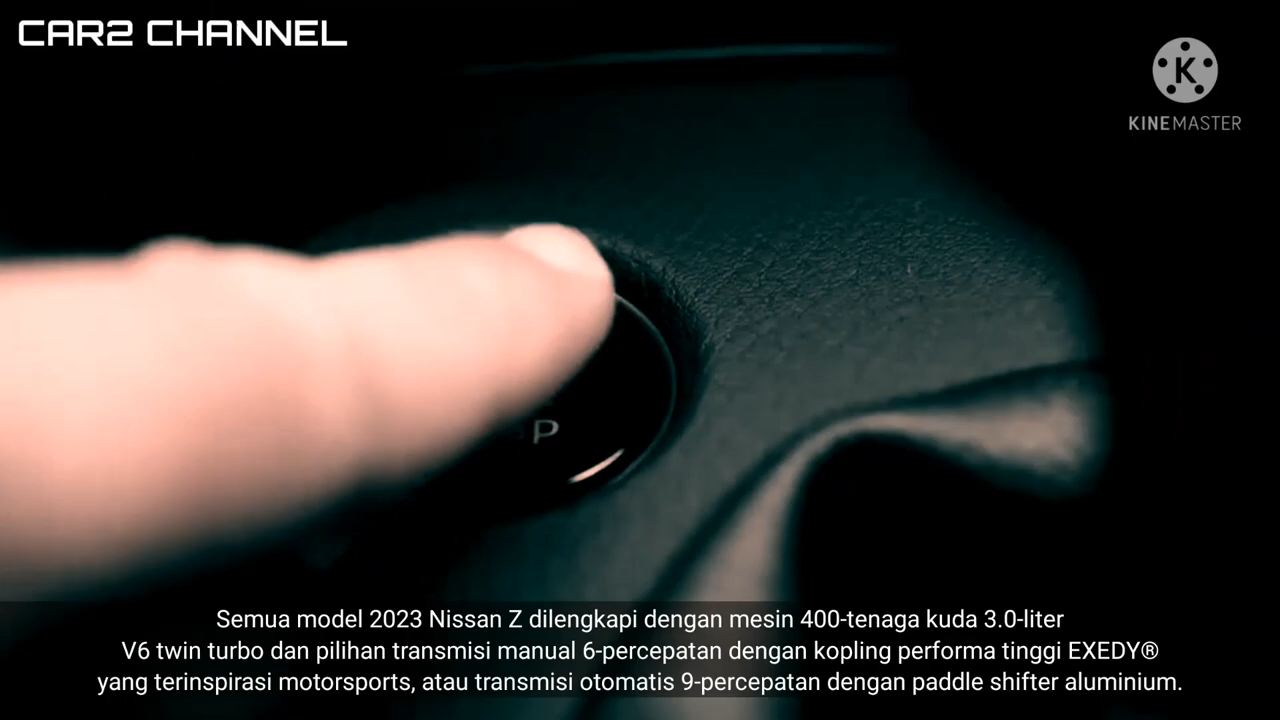 CAR2 CHANNEL
K
KINEMASTER
P
Semua model 2023 Nissan Z dilengkapi dengan mesin 400-tenaga kuda 3.0-liter
V6 twin turbo dan pilihan transmisi manual 6-percepatan dengan kopling performa tinggi EXEDY®
yang terinspirasi motorsports, atau transmisi otomatis 9-percepatan dengan paddle shifter aluminium.